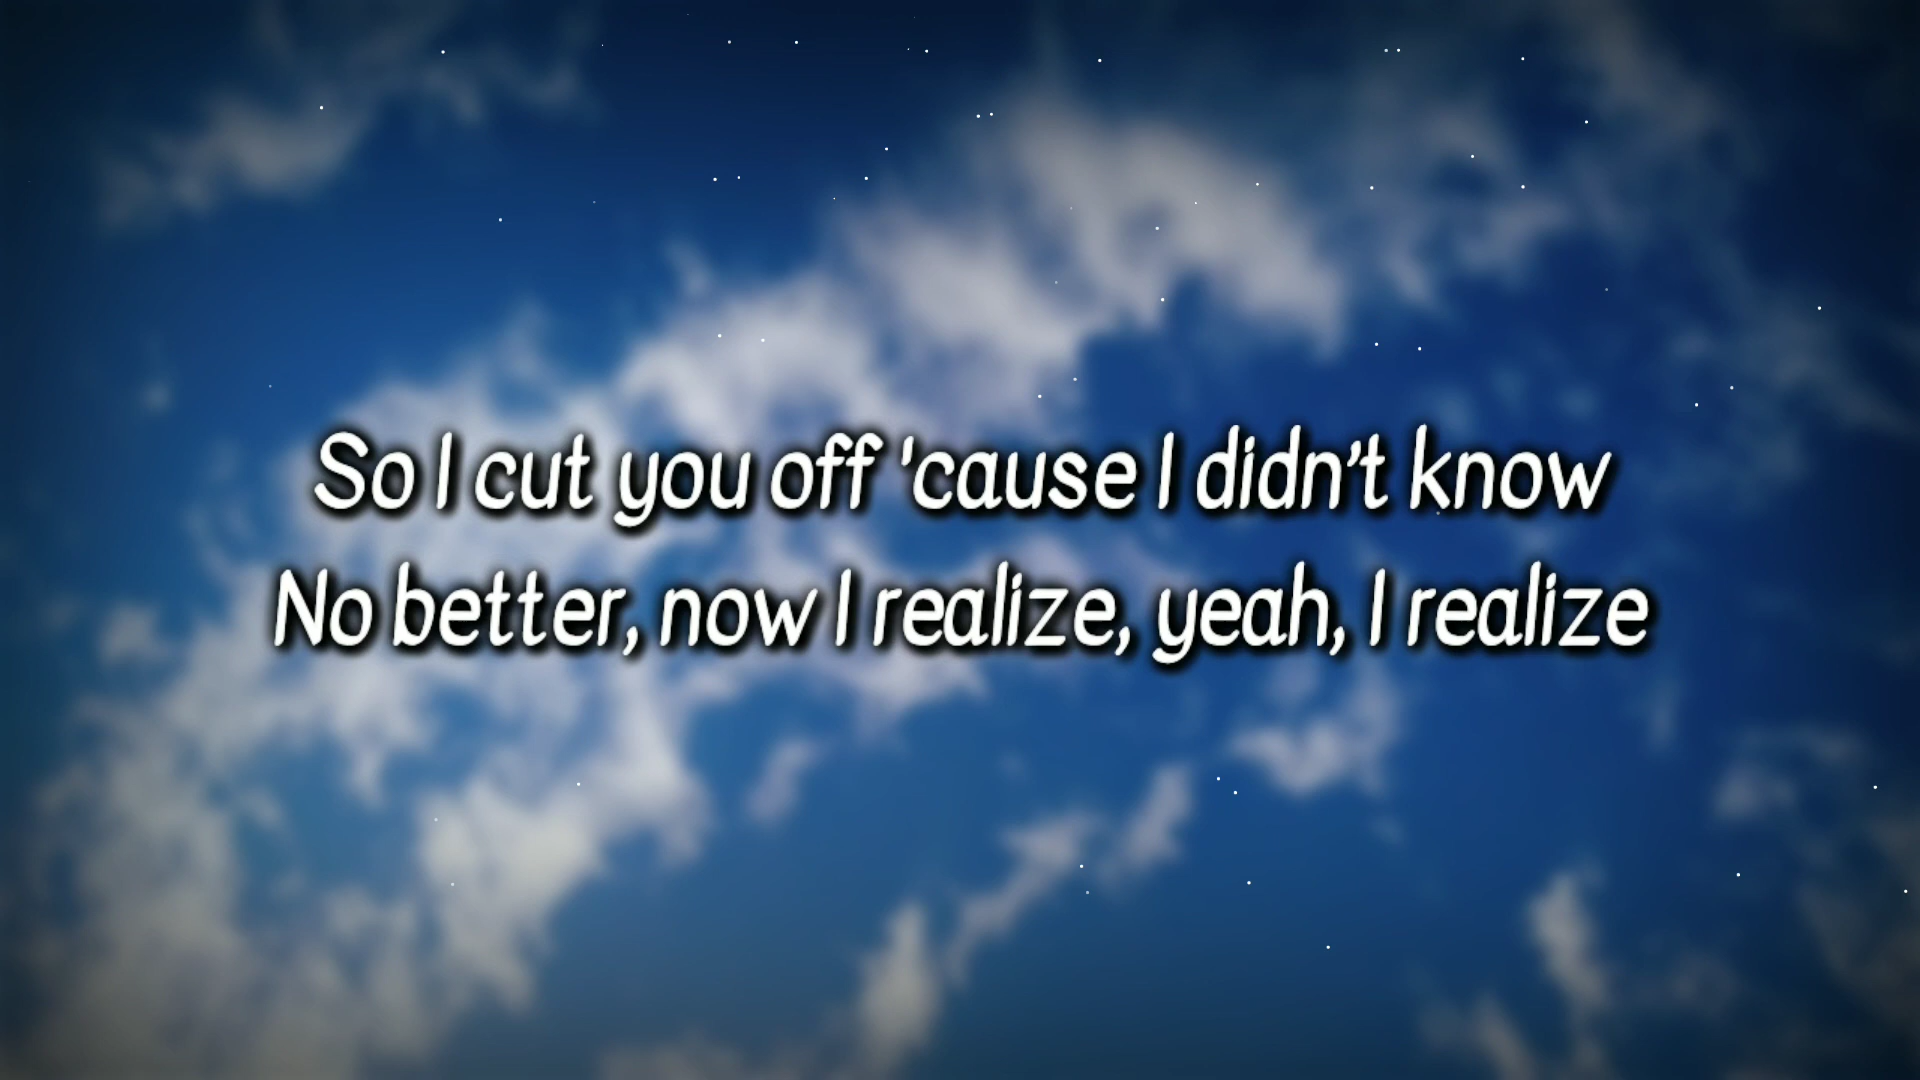 So I cut you off 'cause I didn’t know
No better, now I realize, yeah, I realize